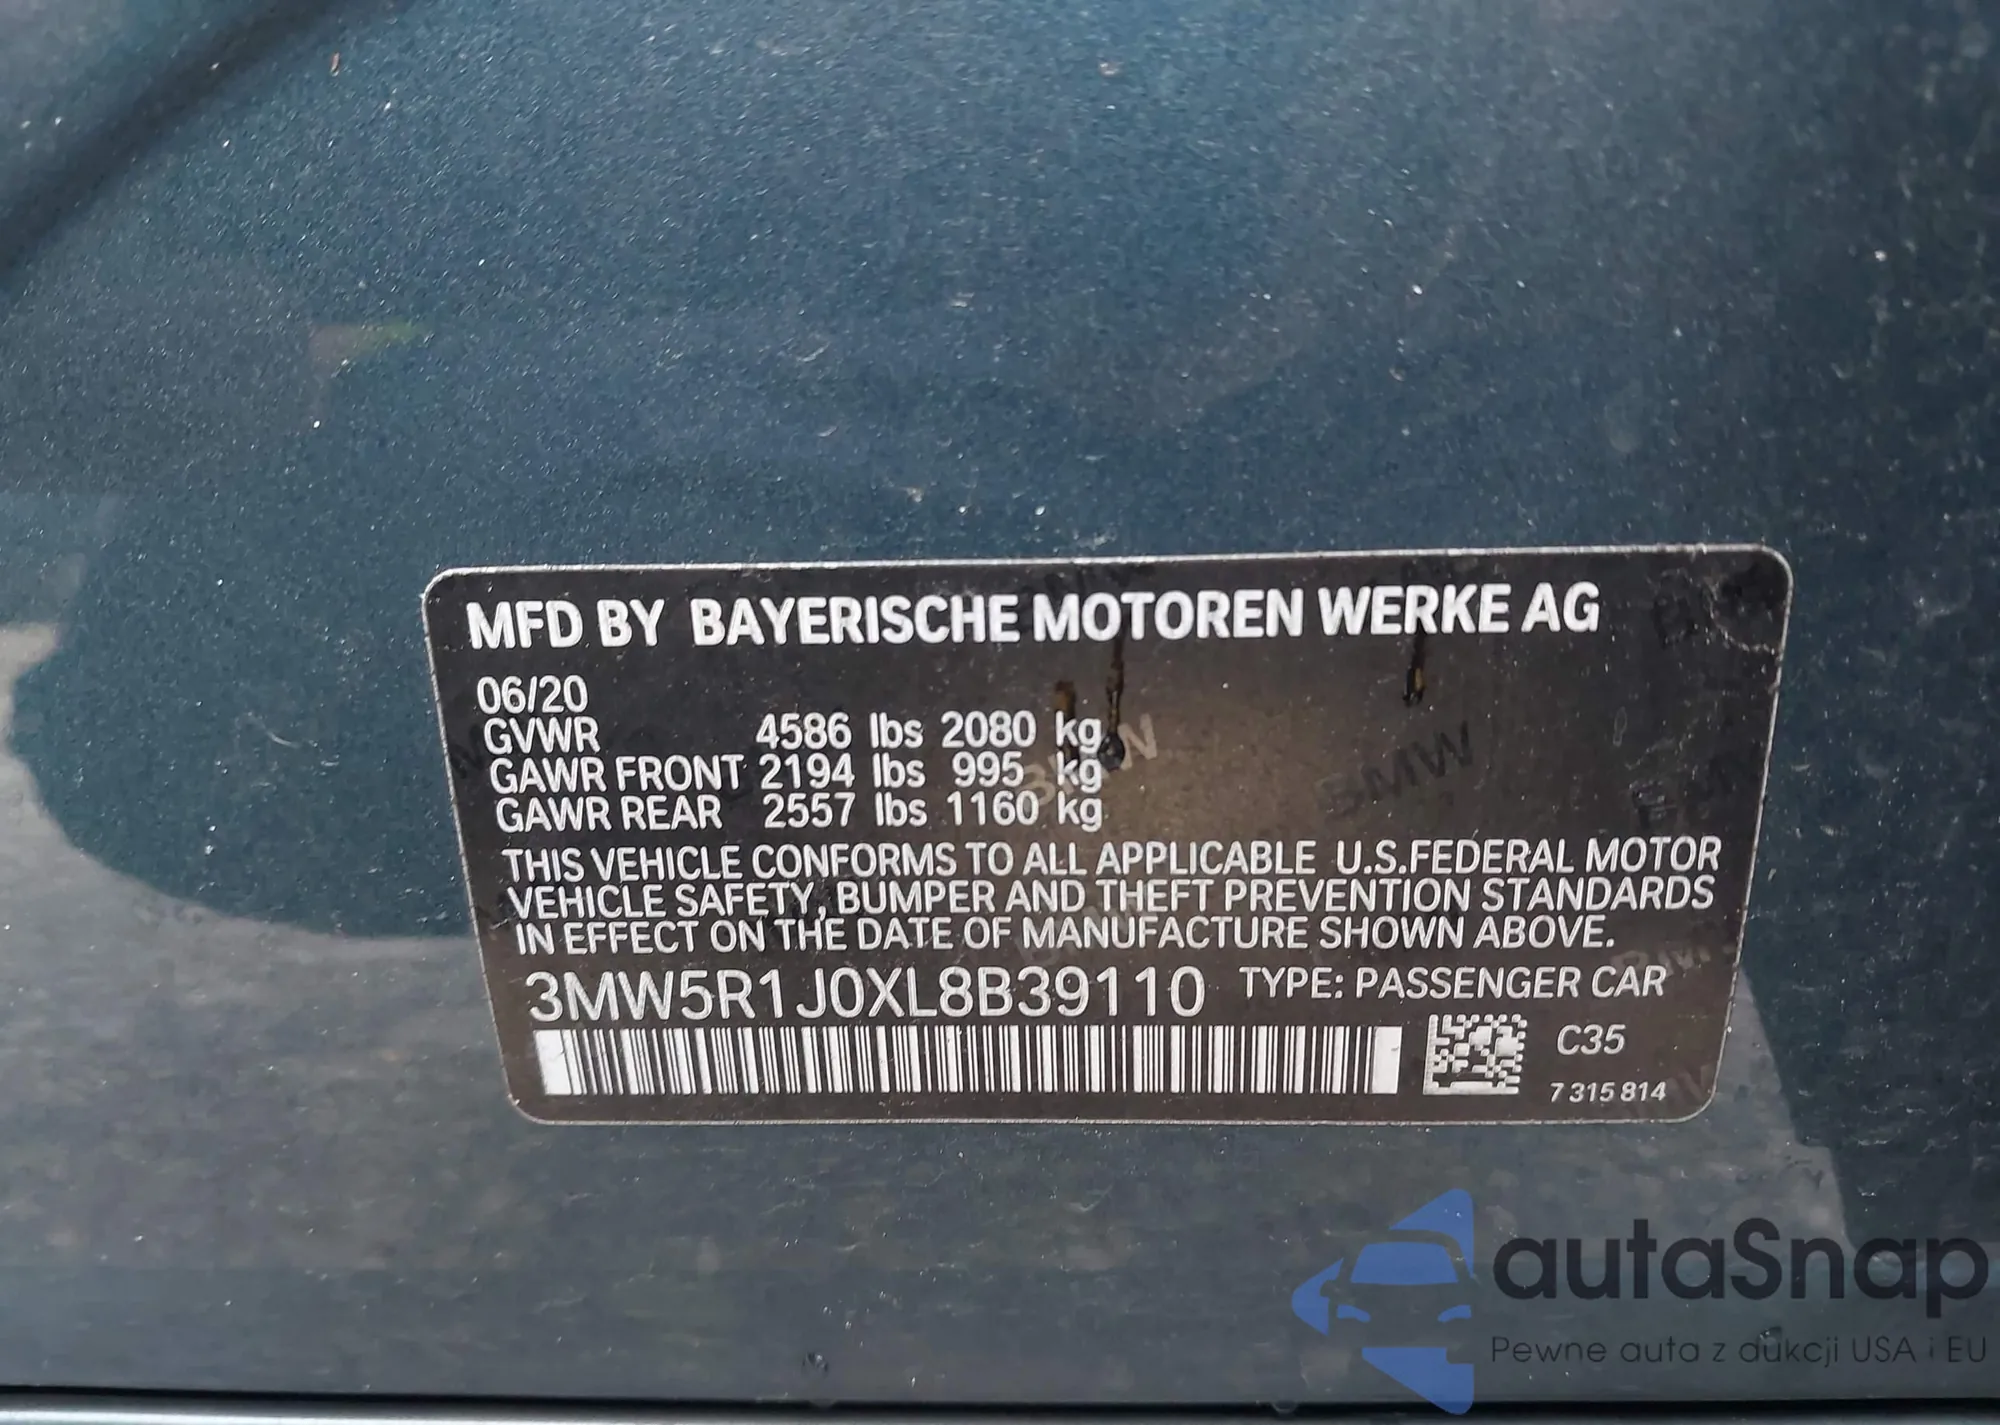 MFD BY BAYERISCHE MOTOREN WERKE AG
06/20
GVWR 4586 lbs 2080 kg
GAWR FRONT 2194 lbs 995 kg
GAWR REAR 2557 lbs 1160 kg
THIS VEHICLE CONFORMS TO ALL APPLICABLE U.S.FEDERAL MOTOR
VEHICLE SAFETY, BUMPER AND THEFT PREVENTION STANDARDS
IN EFFECT ON THE DATE OF MANUFACTURE SHOWN ABOVE.
3MW5R1J0XL8B39110 TYPE: PASSENGER CAR
C35
7 315 814
autaSnap
Pewne auta z aukcji USA i EU